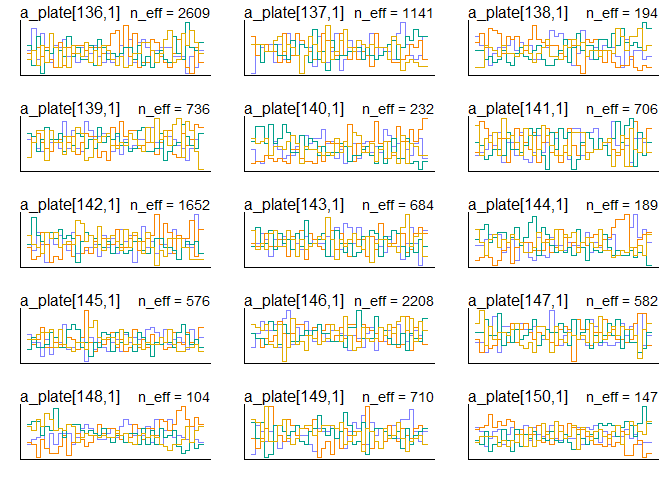 a_plate[136,1] n_eff = 2609 a_plate[137,1] n_eff = 1141 a_plate[138,1] n_eff = 194
a_plate[139,1] n_eff = 736 a_plate[140,1] n_eff = 232 a_plate[141,1] n_eff = 706
a_plate[142,1] n_eff = 1652 a_plate[143,1] n_eff = 684 a_plate[144,1] n_eff = 189
a_plate[145,1] n_eff = 576 a_plate[146,1] n_eff = 2208 a_plate[147,1] n_eff = 582
a_plate[148,1] n_eff = 104 a_plate[149,1] n_eff = 710 a_plate[150,1] n_eff = 147